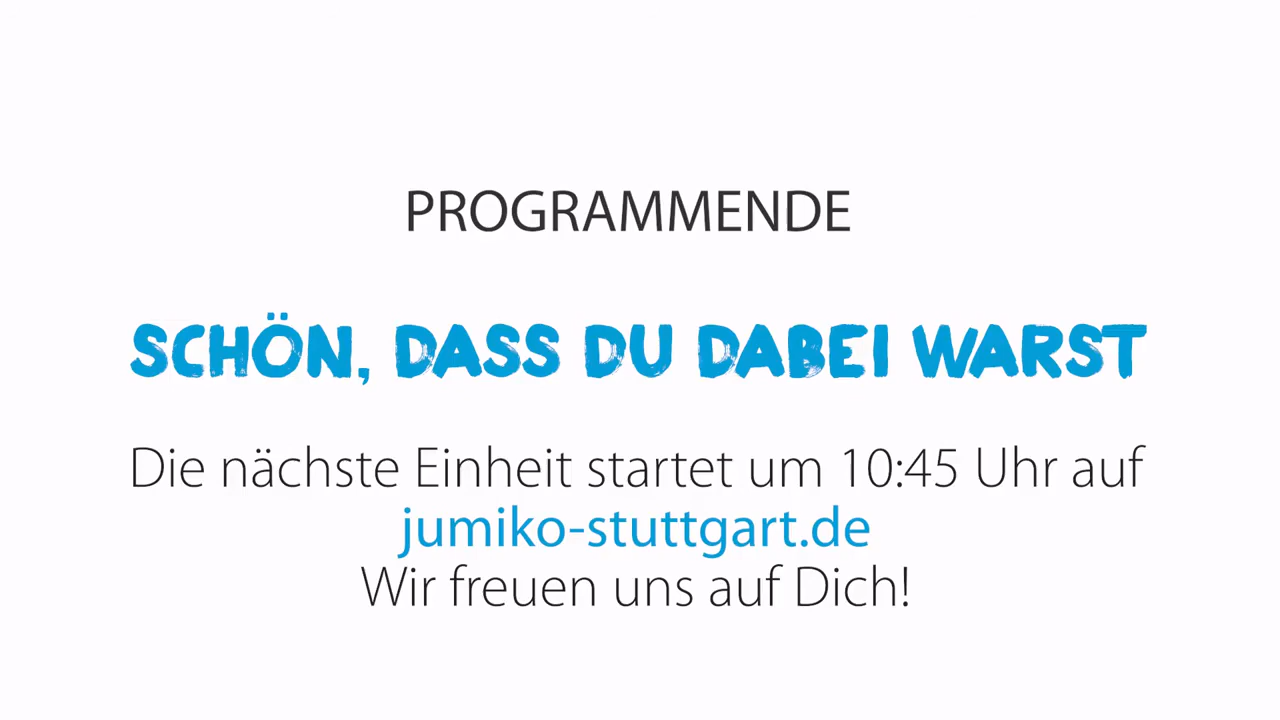 PROGRAMMENDE
SCHÖN, DASS DU DABEI WARST
Die nächste Einheit startet um 10:45 Uhr auf
jumiko-stuttgart.de
Wir freuen uns auf Dich!